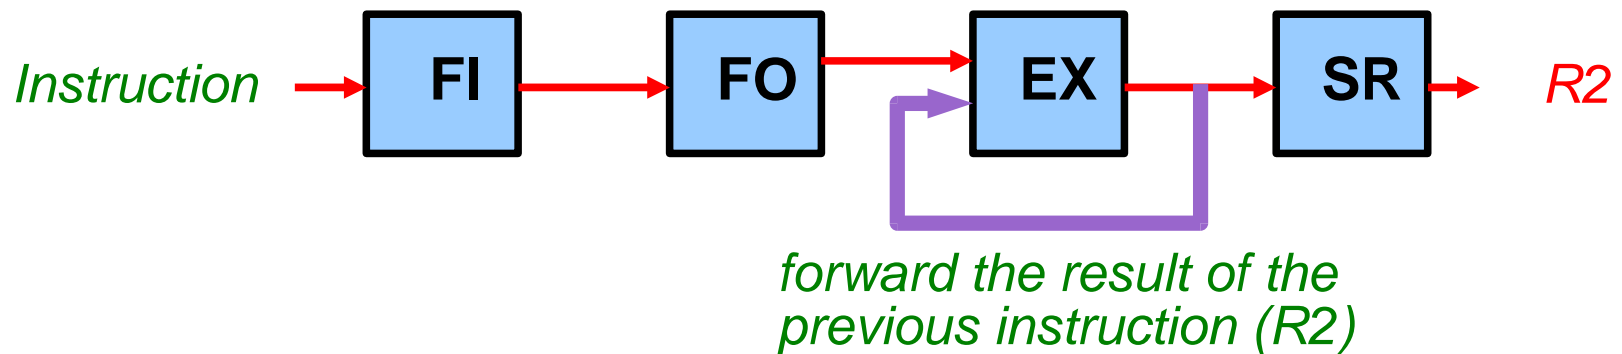 Instruction FI FO EX SR R2
forward the result of the
previous instruction (R2)